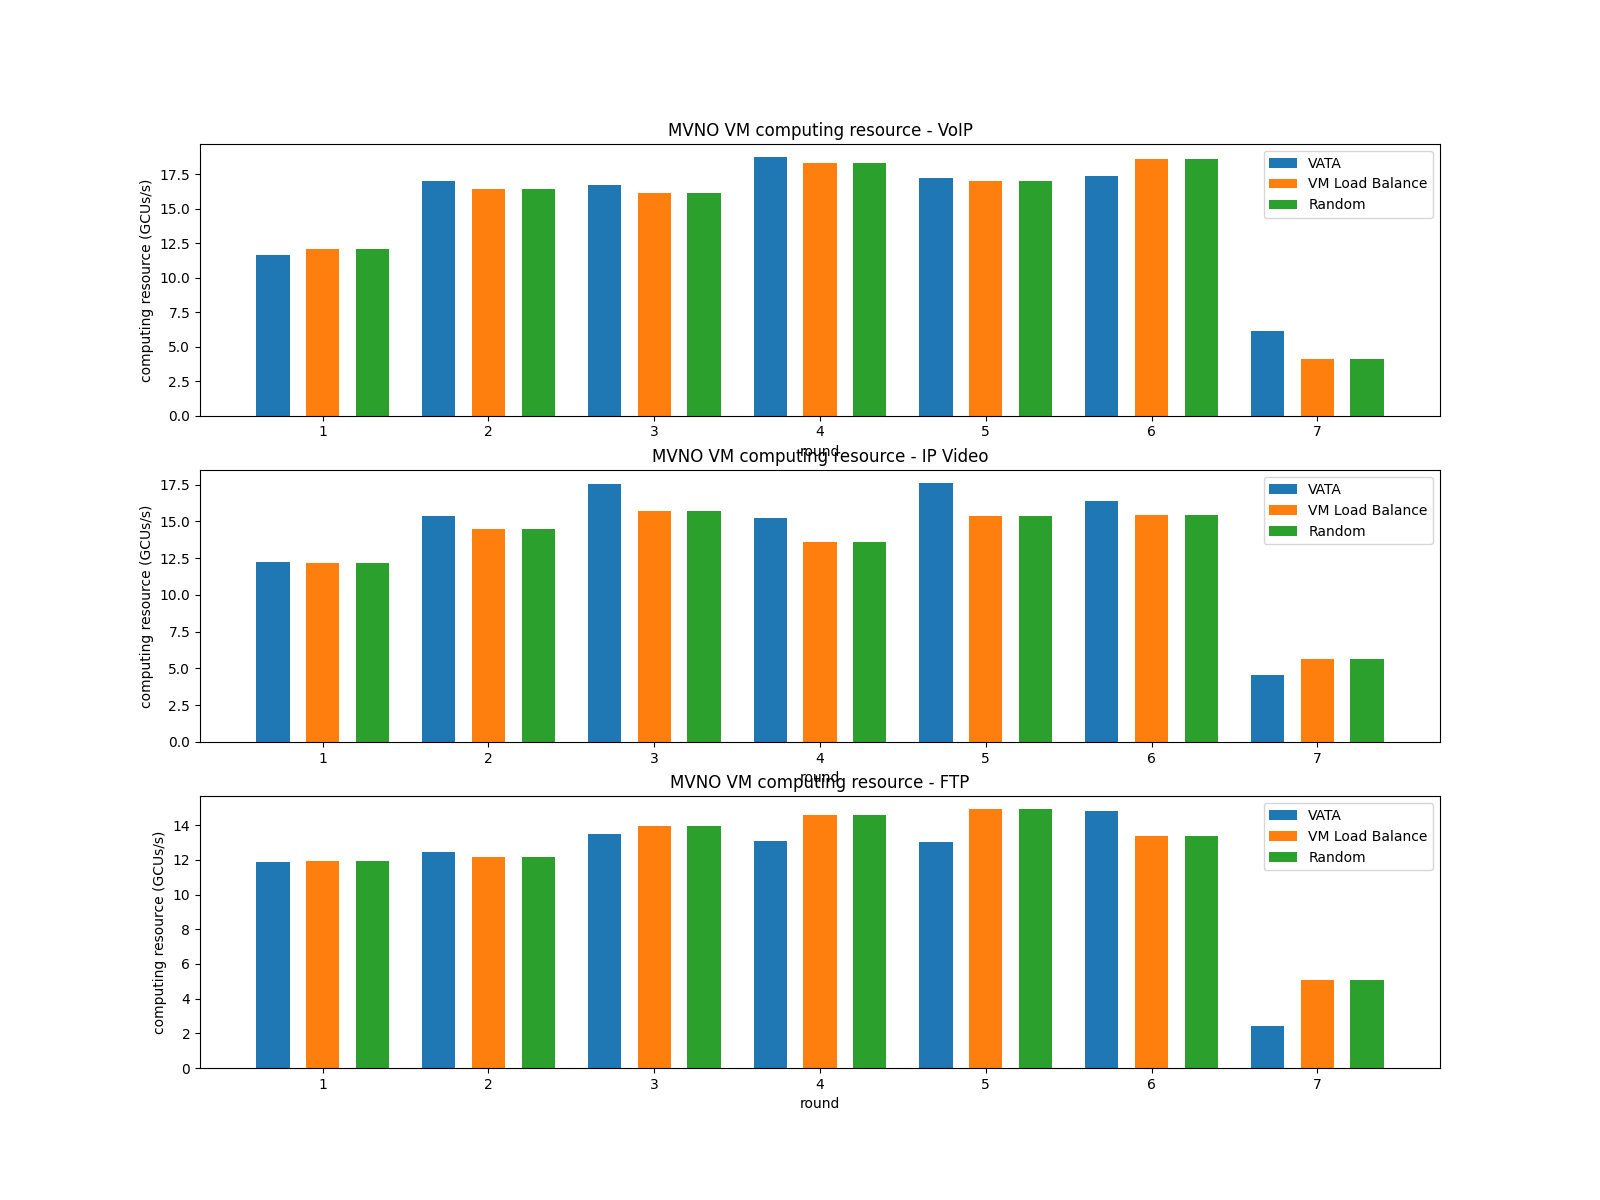 MVNO VM computing resource - VoIP
computing resource (GCUs/s)
17.5
15.0
12.5
10.0
7.5
5.0
2.5
0.0
VATA
VM Load Balance
Random
1 2 3 4 5 6 7
round
MVNO VM computing resource - IP Video
computing resource (GCUs/s)
17.5
15.0
12.5
10.0
7.5
5.0
2.5
0.0
VATA
VM Load Balance
Random
1 2 3 4 5 6 7
round
MVNO VM computing resource - FTP
computing resource (GCUs/s)
14
12
10
8
6
4
2
0
VATA
VM Load Balance
Random
1 2 3 4 5 6 7
round